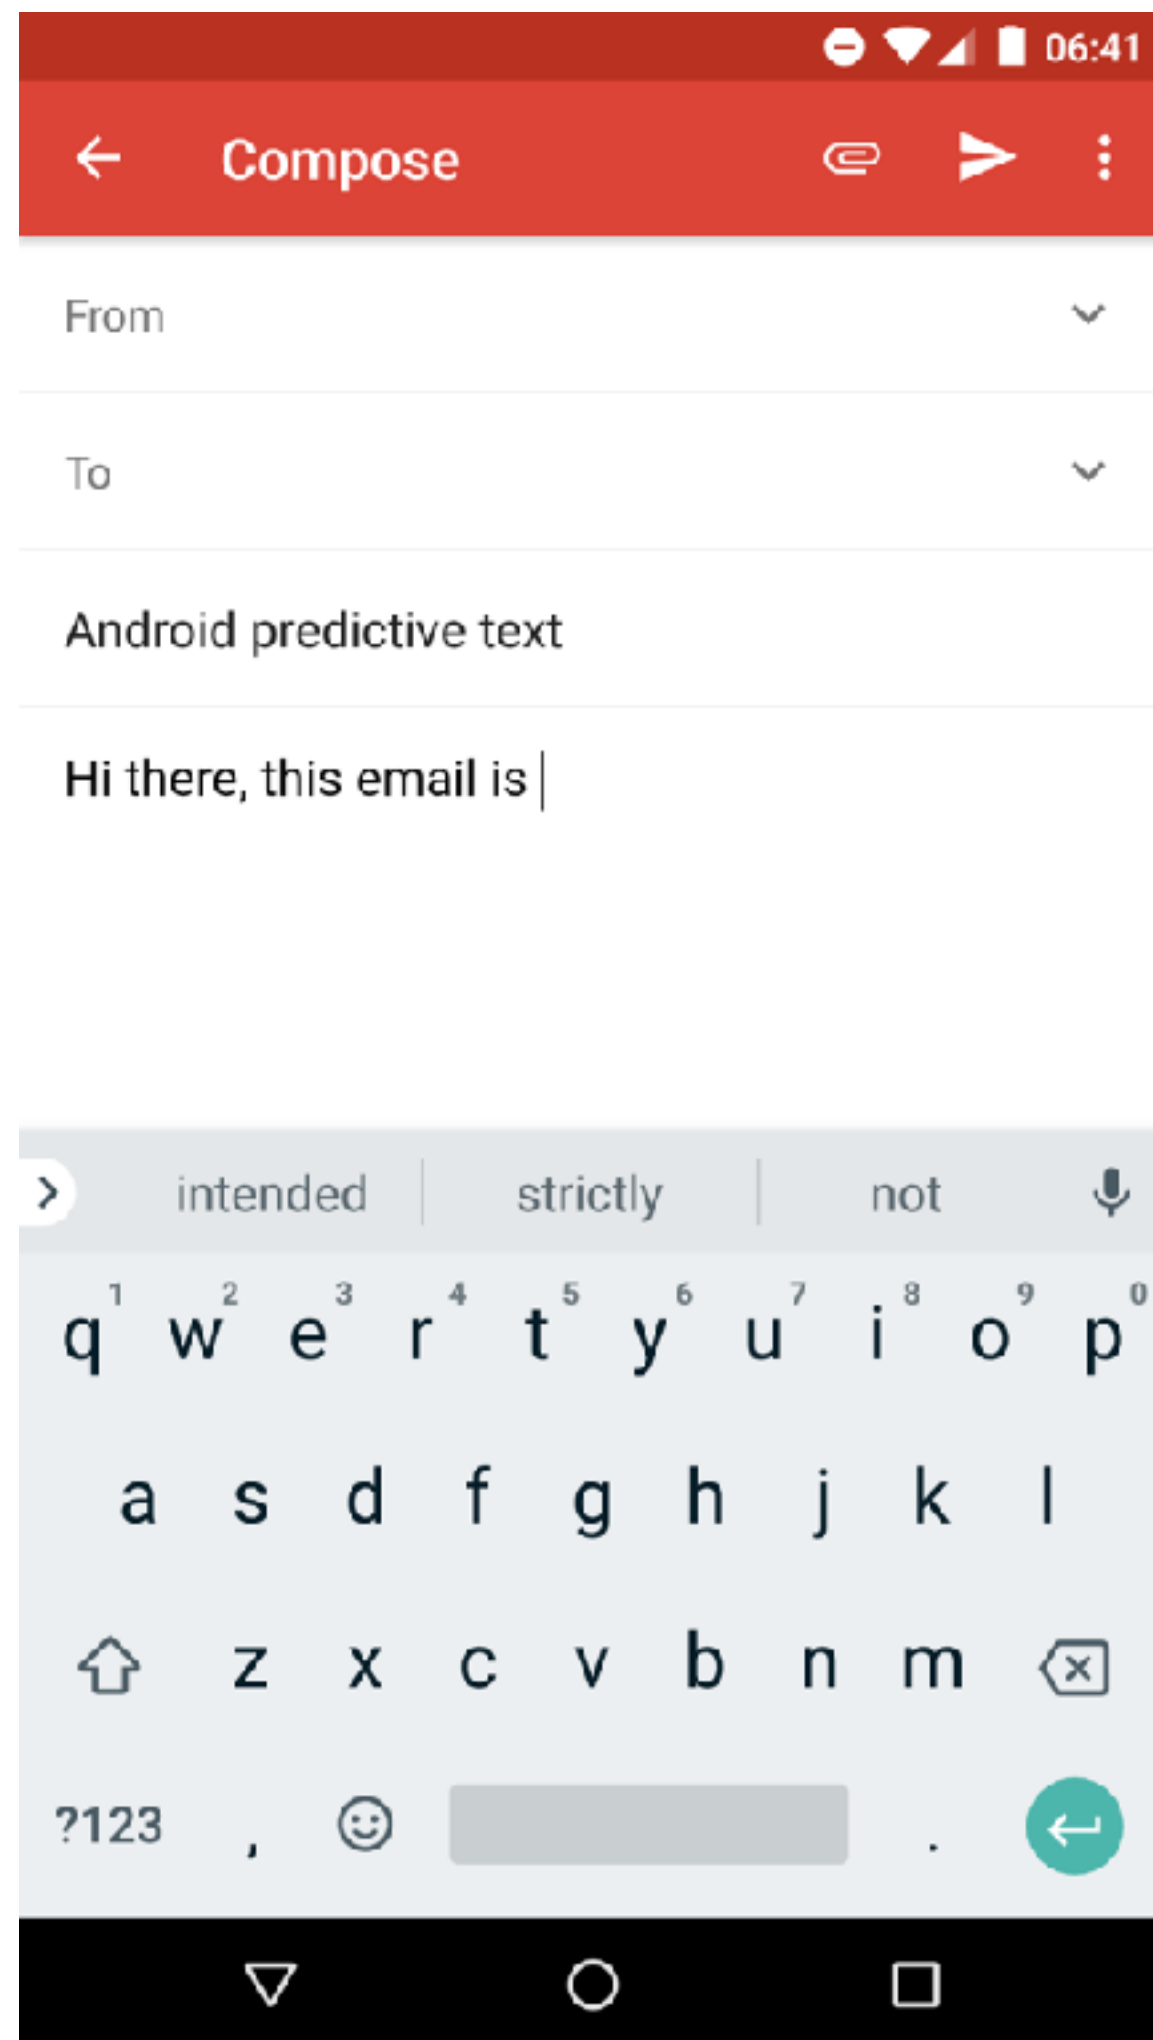 06:41
Compose
From
To
Android predictive text
Hi there, this email is
intended strictly not
1 2 3 4 5 6 7 8 9 0
q w e r t y u i o p
a s d f g h j k l
z x c v b n m
?123 , .